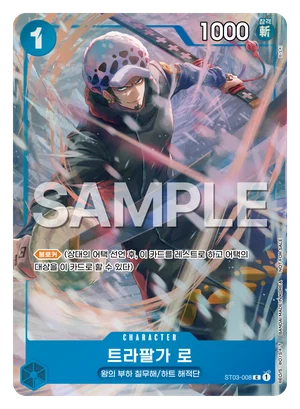 1
1000
참격
斬
SAMPLE
블로커 (상대의 어택 선언 후, 이 카드를 레스트로 하고 어택의
대상을 이 카드로 할 수 있다)
CHARACTER
트라팔가 로
왕의 부하 칠무해/하트 해적단
ST03-008 C 1